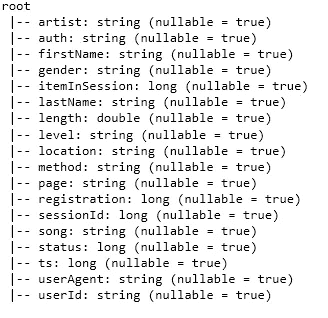 root
|-- artist: string (nullable = true)
|-- auth: string (nullable = true)
|-- firstName: string (nullable = true)
|-- gender: string (nullable = true)
|-- itemInSession: long (nullable = true)
|-- lastName: string (nullable = true)
|-- length: double (nullable = true)
|-- level: string (nullable = true)
|-- location: string (nullable = true)
|-- method: string (nullable = true)
|-- page: string (nullable = true)
|-- registration: long (nullable = true)
|-- sessionId: long (nullable = true)
|-- song: string (nullable = true)
|-- status: long (nullable = true)
|-- ts: long (nullable = true)
|-- userAgent: string (nullable = true)
|-- userId: string (nullable = true)